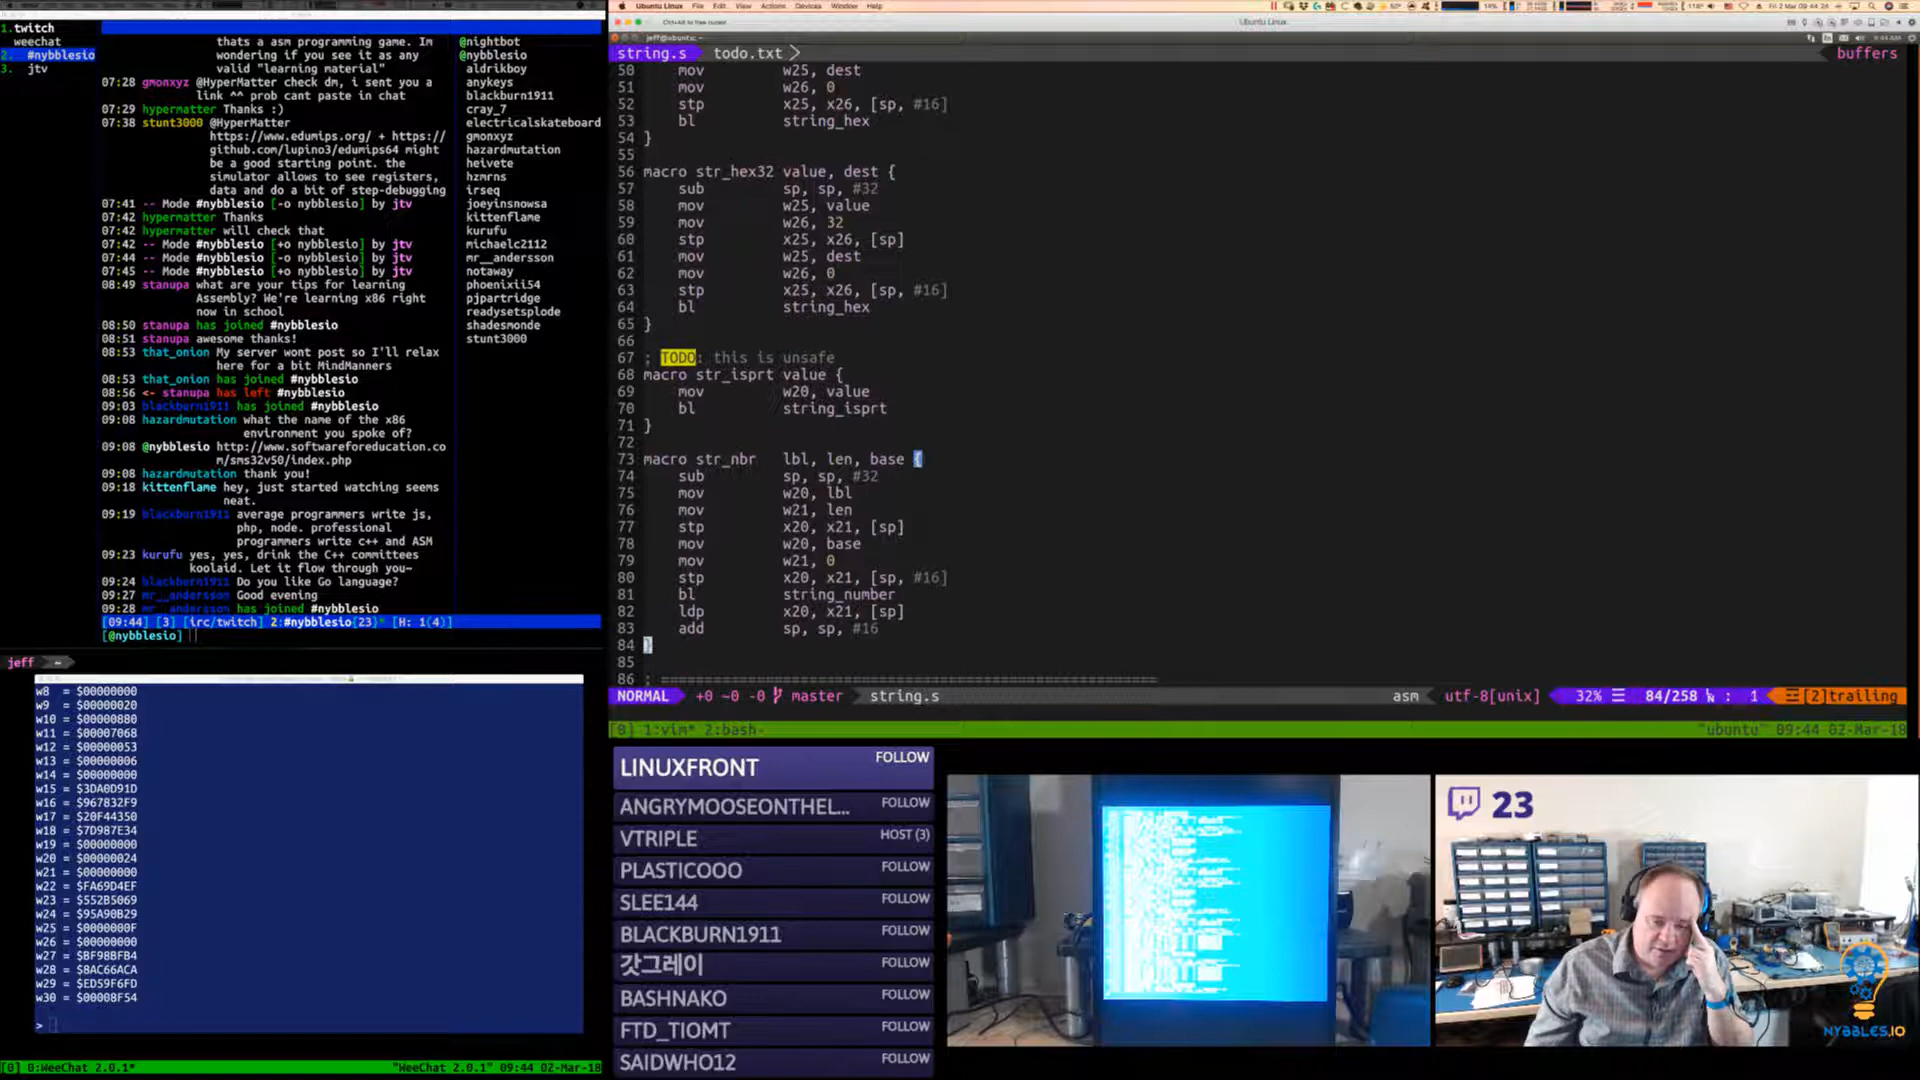 1.twitch
weechat
2. #nybblesio
3. jtv
thats a asm programming game. Im
wondering if you see it as any
valid "learning material"
07:28 gmonxyz @HyperMatter check dm, i sent you a
link ^^ prob cant paste in chat
07:29 hypermatter Thanks :)
07:38 stunt3000 @HyperMatter
https://www.edumips.org/ + https://
github.com/lupino3/edumips64 might
be a good starting point. the
simulator allows to see registers,
data and do a bit of step-debugging
07:41 -- Mode #nybblesio [-o nybblesio] by jtv
07:42 hypermatter Thanks
07:42 hypermatter will check that
07:42 -- Mode #nybblesio [+o nybblesio] by jtv
07:44 -- Mode #nybblesio [-o nybblesio] by jtv
07:45 -- Mode #nybblesio [+o nybblesio] by jtv
08:49 stanupa what are your tips for learning
Assembly? We're learning x86 right
now in school
08:50 stanupa has joined #nybblesio
08:51 stanupa awesome thanks!
08:53 that_onion My server wont post so I'll relax
here for a bit MindManners
08:53 that_onion has joined #nybblesio
08:56 <- stanupa has left #nybblesio
09:03 blackburn1911 has joined #nybblesio
09:08 hazardmutation what the name of the x86
environment you spoke of?
09:08 @nybblesio http://www.softwareforeducation.co
m/sms32v50/index.php
09:08 hazardmutation thank you!
09:18 kittenflame hey, just started watching seems
neat.
09:19 blackburn1911 average programmers write js,
php, node. professional
programmers write c++ and ASM
09:23 kurufu yes, yes, drink the C++ committees
koolaid. Let it flow through you~
09:24 blackburn1911 Do you like Go language?
09:27 mr__andersson Good evening
09:28 mr__andersson has joined #nybblesio
[09:44] [3] [irc/twitch] 2:#nybblesio{23}* [H: 1(4)]
[@nybblesio]
@nightbot
@nybblesio
aldrikboy
anykeys
blackburn1911
cray_7
electricalskateboard
gmonxyz
hazardmutation
heivete
hzmrns
irseq
joeyinsnowsa
kittenflame
kurufu
michaelc2112
mr__andersson
notaway
phoenixii54
pjpartridge
readysetsplode
shadesmonde
stunt3000
jeff ~
w8 = $00000000
w9 = $00000020
w10 = $00000880
w11 = $00007068
w12 = $00000053
w13 = $00000006
w14 = $00000000
w15 = $3DA0D91D
w16 = $967832F9
w17 = $20F44350
w18 = $7D987E34
w19 = $00000000
w20 = $00000024
w21 = $00000000
w22 = $FA69D4EF
w23 = $552B5069
w24 = $95A90B29
w25 = $0000000F
w26 = $00000000
w27 = $BF98BFB4
w28 = $8AC66ACA
w29 = $ED59F6FD
w30 = $00008F54
>
[0] 0:WeeChat 2.0.1* "WeeChat 2.0.1" 09:44 02-Mar-18
Ubuntu Linux File Edit View Actions Devices Window Help
Fri 2 Mar 09:44:24
Ubuntu Linux
string.s todo.txt buffers
50 mov w25, dest
51 mov w26, 0
52 stp x25, x26, [sp, #16]
53 bl string_hex
54 }
55
56 macro str_hex32 value, dest {
57 sub sp, sp, #32
58 mov w25, value
59 mov w26, 32
60 stp x25, x26, [sp]
61 mov w25, dest
62 mov w26, 0
63 stp x25, x26, [sp, #16]
64 bl string_hex
65 }
66
67 ; TODO: this is unsafe
68 macro str_isprt value {
69 mov w20, value
70 bl string_isprt
71 }
72
73 macro str_nbr lbl, len, base {
74 sub sp, sp, #32
75 mov w20, lbl
76 mov w21, len
77 stp x20, x21, [sp]
78 mov w20, base
79 mov w21, 0
80 stp x20, x21, [sp, #16]
81 bl string_number
82 ldp x20, x21, [sp]
83 add sp, sp, #16
84 }
85
86 ; =========================================================
NORMAL +0 ~0 -0 master string.s asm utf-8[unix] 32% 84/258 : 1 [2]trailing
[0] 1:vim* 2:bash- "ubuntu" 09:44 02-Mar-18
LINUXFRONT FOLLOW
ANGRYMOOSEONTHEL... FOLLOW
VTRIPLE HOST (3)
PLASTICOOO FOLLOW
SLEE144 FOLLOW
BLACKBURN1911 FOLLOW
갓그레이 FOLLOW
BASHNAKO FOLLOW
FTD_TIOMT FOLLOW
SAIDWHO12 FOLLOW
23
NYBBLES.IO